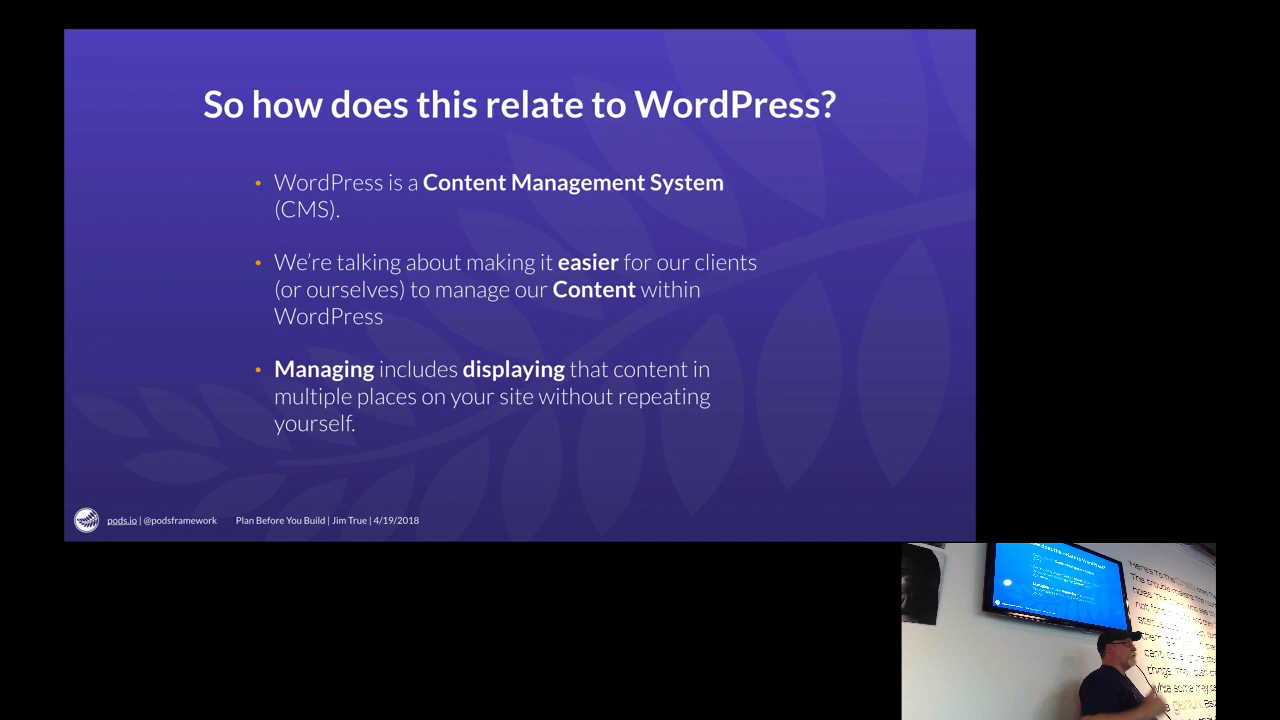 So how does this relate to WordPress?
• WordPress is a Content Management System
(CMS).
• We’re talking about making it easier for our clients
(or ourselves) to manage our Content within
WordPress
• Managing includes displaying that content in
multiple places on your site without repeating
yourself.
pods.io | @podsframework Plan Before You Build | Jim True | 4/19/2018